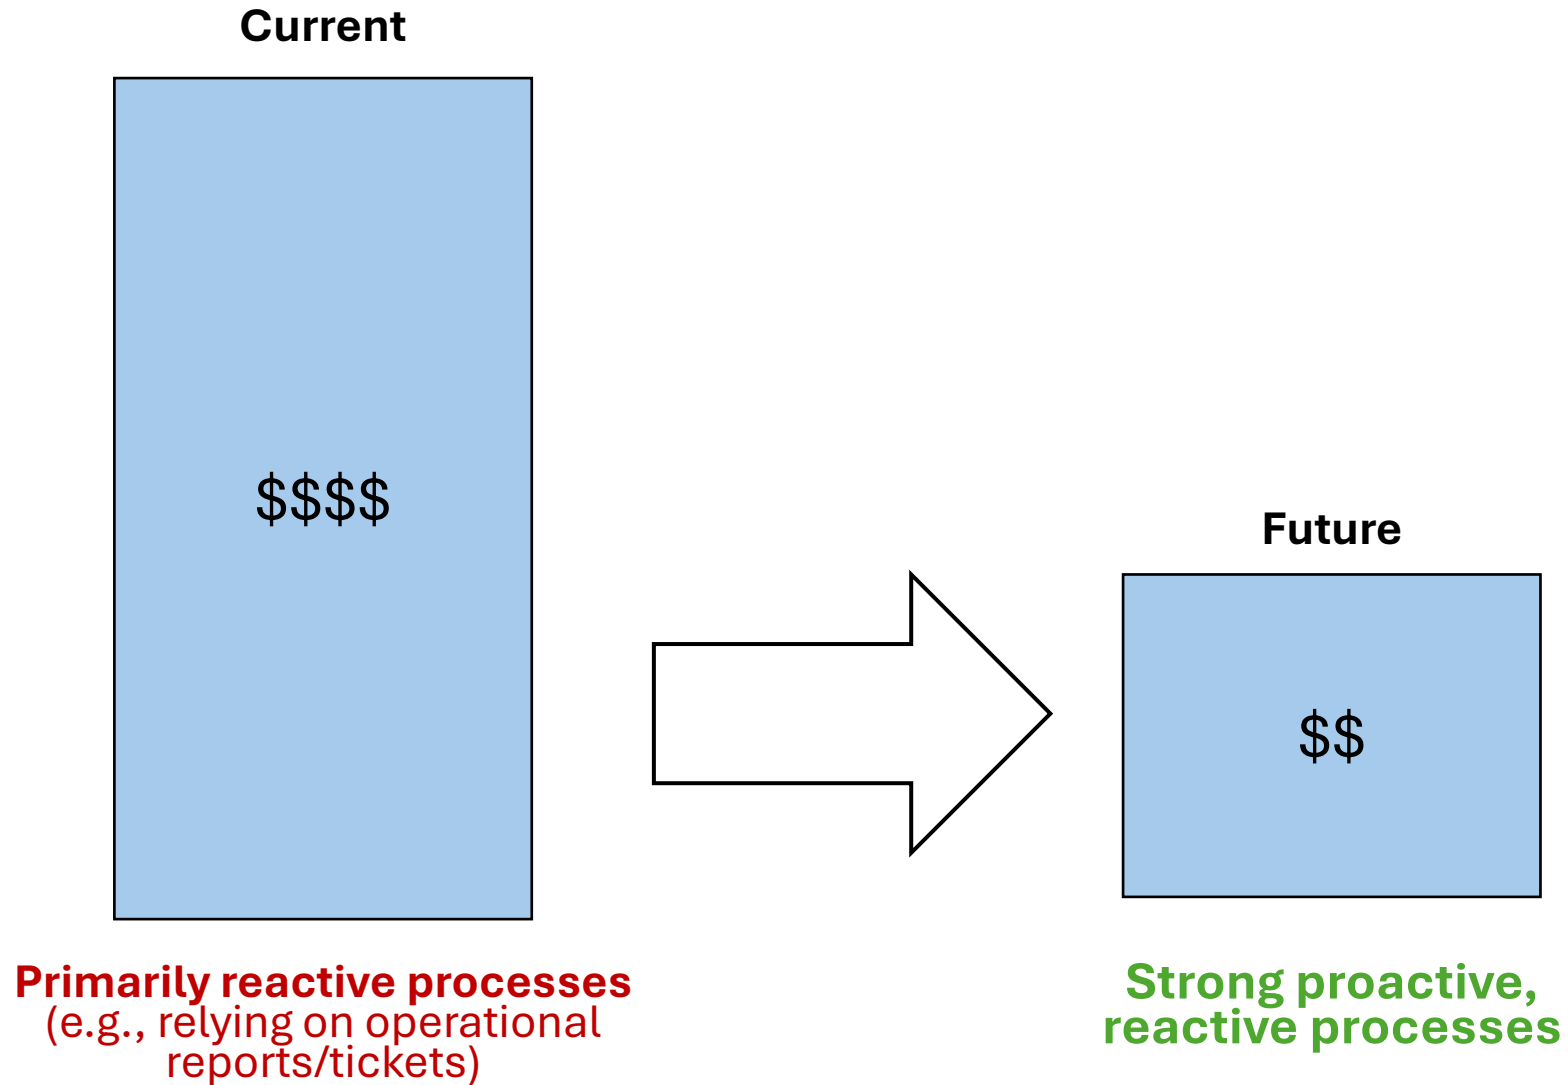 Current
$$$$
Primarily reactive processes
(e.g., relying on operational
reports/tickets)
Future
$$
Strong proactive,
reactive processes